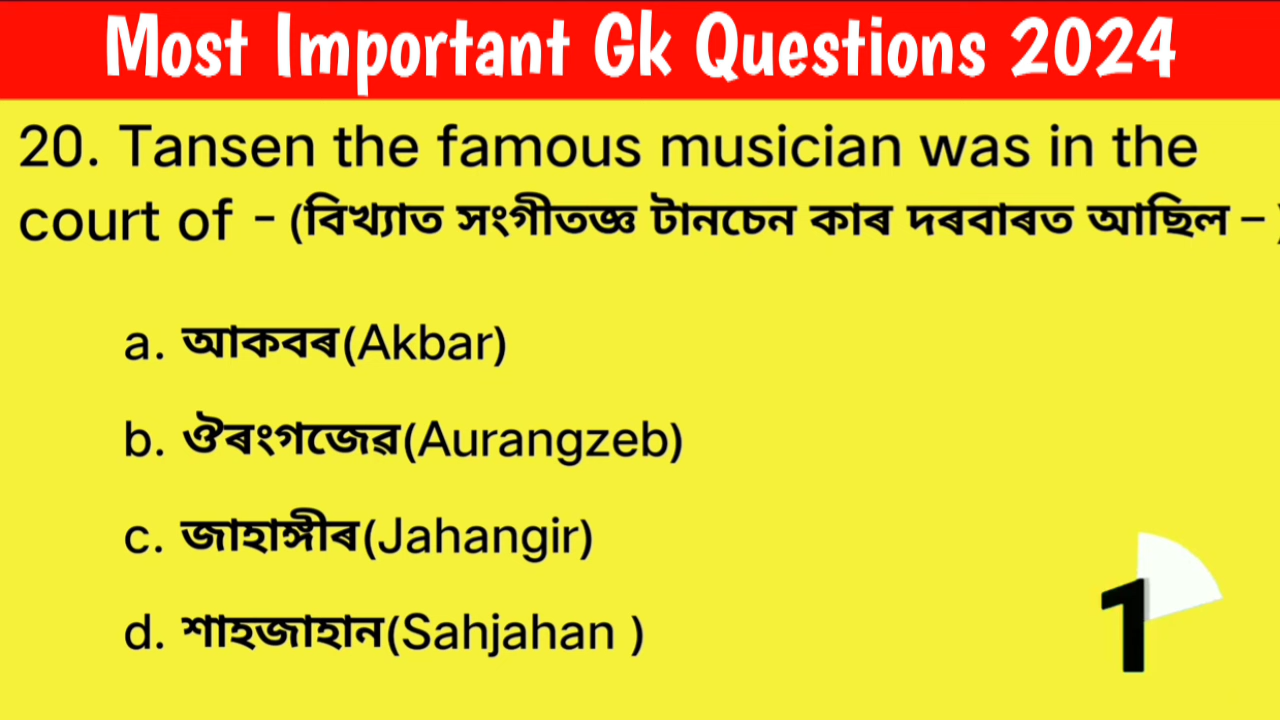 Most Important Gk Questions 2024
20. Tansen the famous musician was in the
court of - (বিখ্যাত সংগীতজ্ঞ টানচেন কাৰ দৰবাৰত আছিল – )
a. আকবৰ(Akbar)
b. ঔৰংগজেৱ(Aurangzeb)
c. জাহাঙ্গীৰ(Jahangir)
d. শাহজাহান(Sahjahan )
1